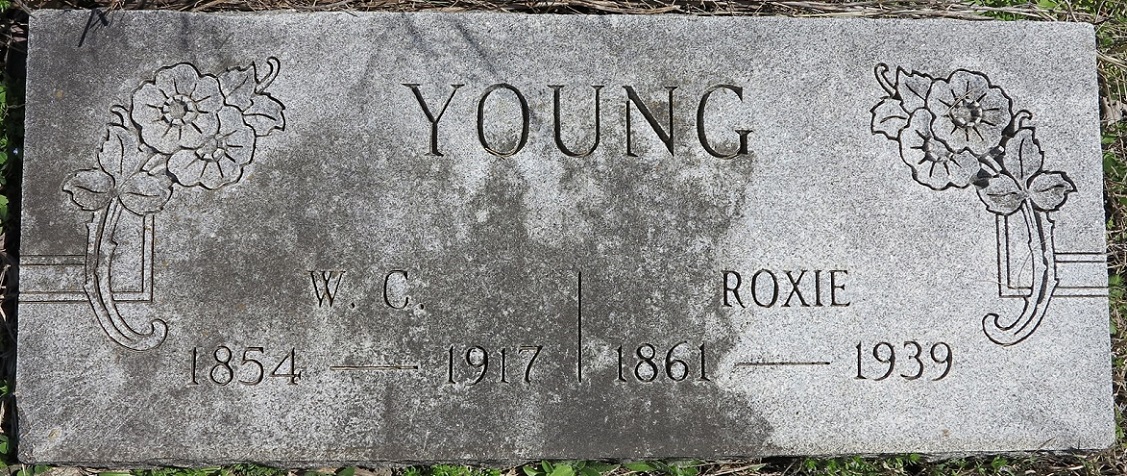 YOUNG
W. C. ROXIE
1854 — 1917 1861 — 1939